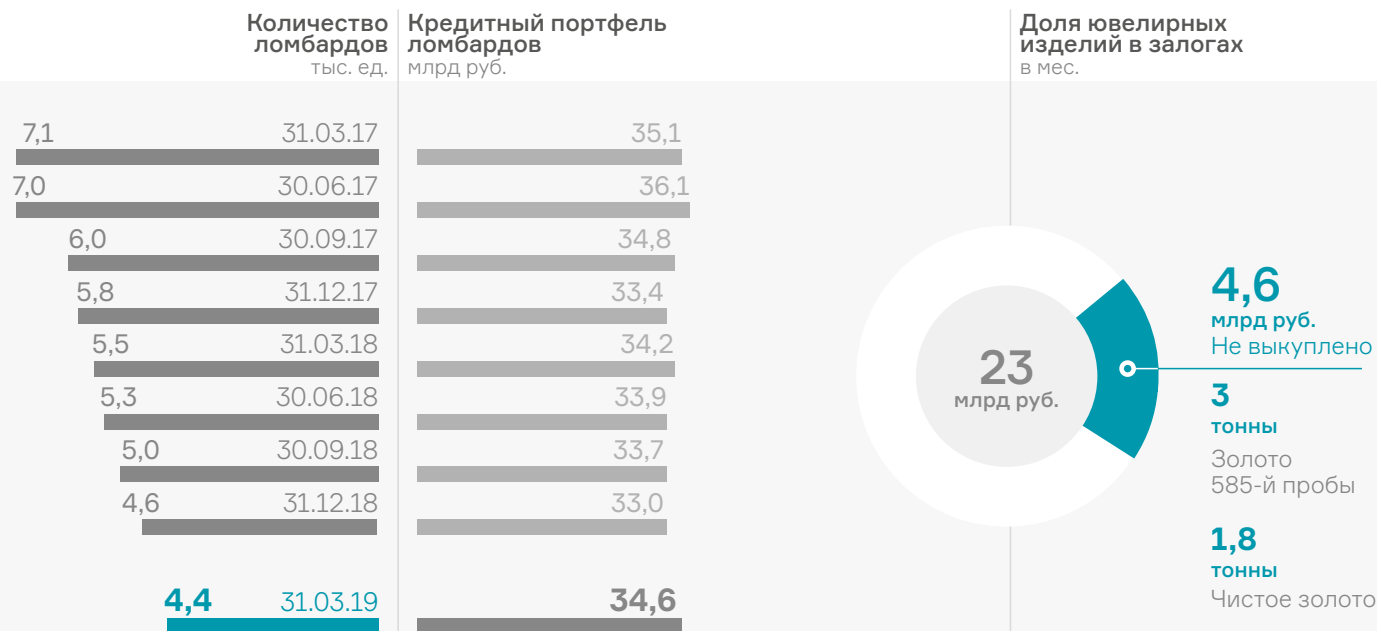 Количество
ломбардов
тыс. ед.
Кредитный портфель
ломбардов
млрд руб.
Доля ювелирных
изделий в залогах
в мес.
7,1 31.03.17 35,1
7,0 30.06.17 36,1
6,0 30.09.17 34,8
5,8 31.12.17 33,4
5,5 31.03.18 34,2
5,3 30.06.18 33,9
5,0 30.09.18 33,7
4,6 31.12.18 33,0
4,4 31.03.19 34,6
23
млрд руб.
4,6
млрд руб.
Не выкуплено
3
тонны
Золото
585-й пробы
1,8
тонны
Чистое золото